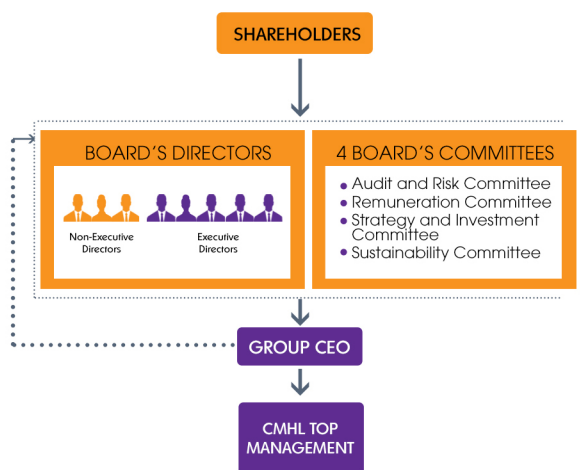 SHAREHOLDERS
BOARD'S DIRECTORS
Non-Executive
Directors
Executive
Directors
4 BOARD'S COMMITTEES
• Audit and Risk Committee
• Remuneration Committee
• Strategy and Investment
Committee
• Sustainability Committee
GROUP CEO
CMHL TOP
MANAGEMENT